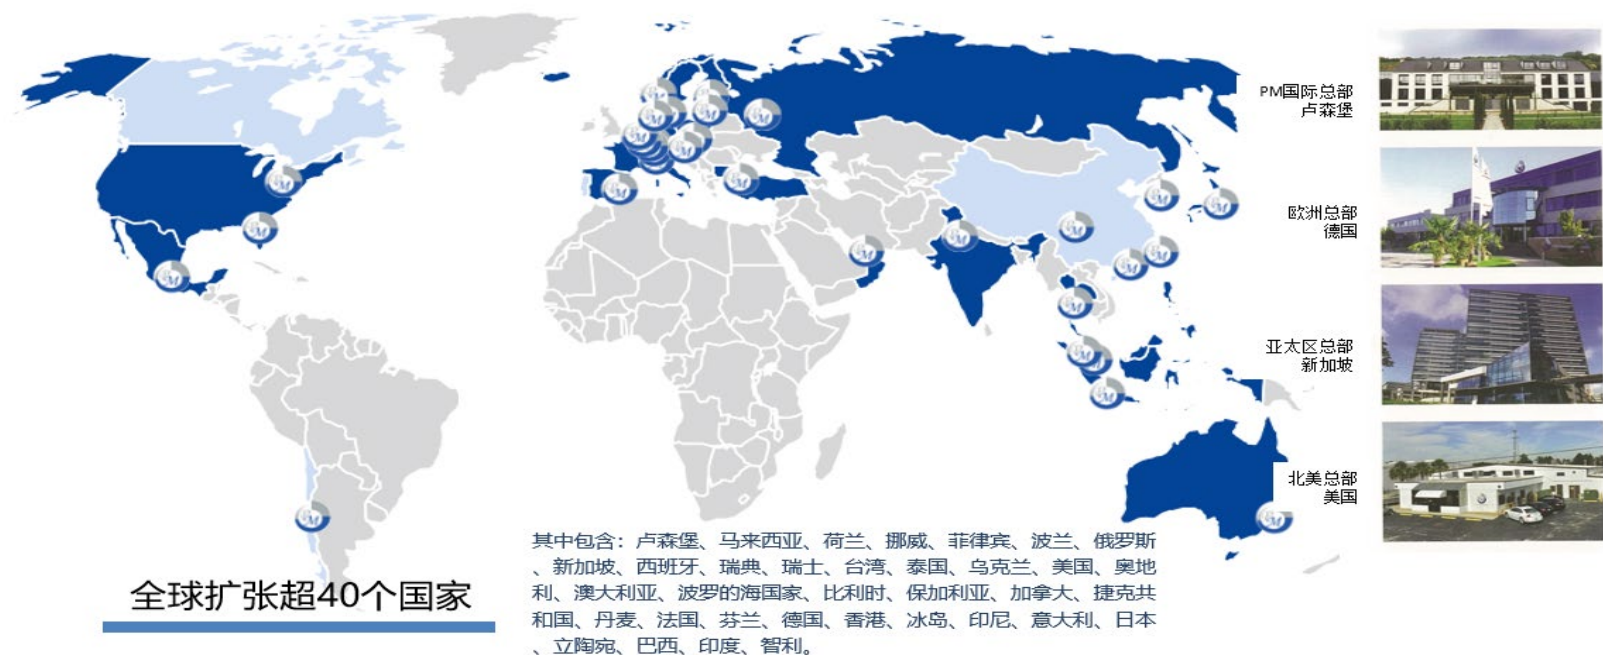 PM国际总部
卢森堡
欧洲总部
德国
亚太区总部
新加坡
北美总部
美国
全球扩张超40个国家
其中包含：卢森堡、马来西亚、荷兰、挪威、菲律宾、波兰、俄罗斯
、新加坡、西班牙、瑞典、瑞士、台湾、泰国、乌克兰、美国、奥地
利、澳大利亚、波罗的海国家、比利时、保加利亚、加拿大、捷克共
和国、丹麦、法国、芬兰、德国、香港、冰岛、印尼、意大利、日本
、立陶宛、巴西、印度、智利。